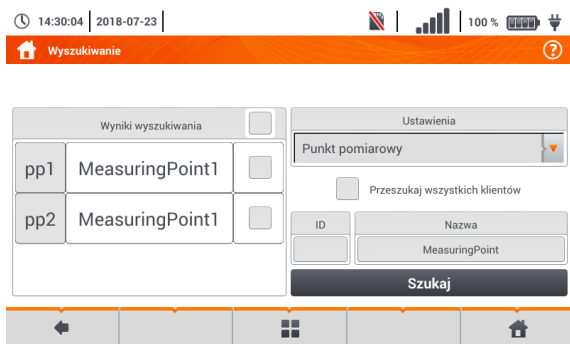 14:30:04 2018-07-23 100 %
Wyszukiwanie ?
Wyniki wyszukiwania
pp1 MeasuringPoint1
pp2 MeasuringPoint1
Ustawienia
Punkt pomiarowy
Przeszukaj wszystkich klientów
ID Nazwa
MeasuringPoint
Szukaj